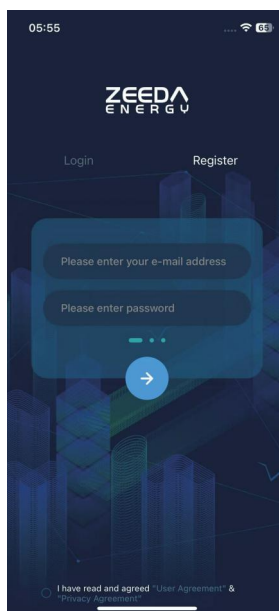 05:55
65
ZEEDA
ENERGY
Login
Register
Please enter your e-mail address
Please enter password
I have read and agreed "User Agreement" &
"Privacy Agreement"